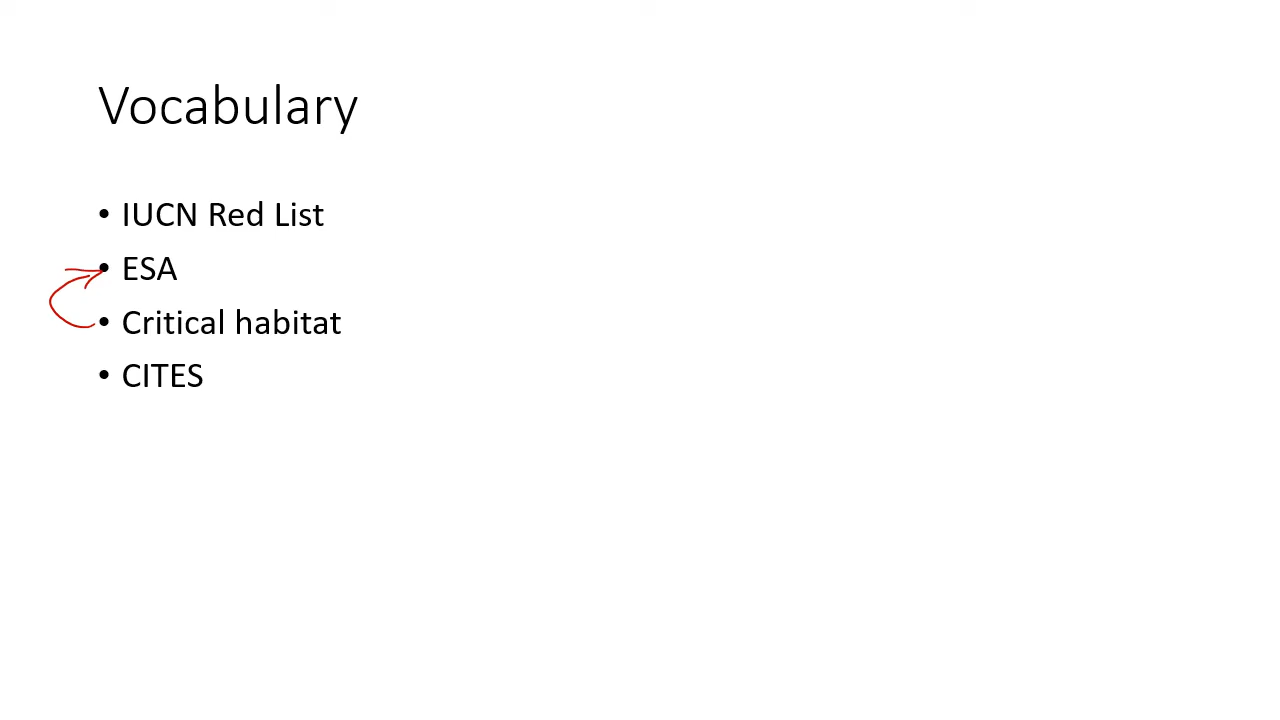 Vocabulary
• IUCN Red List
• ESA
• Critical habitat
• CITES